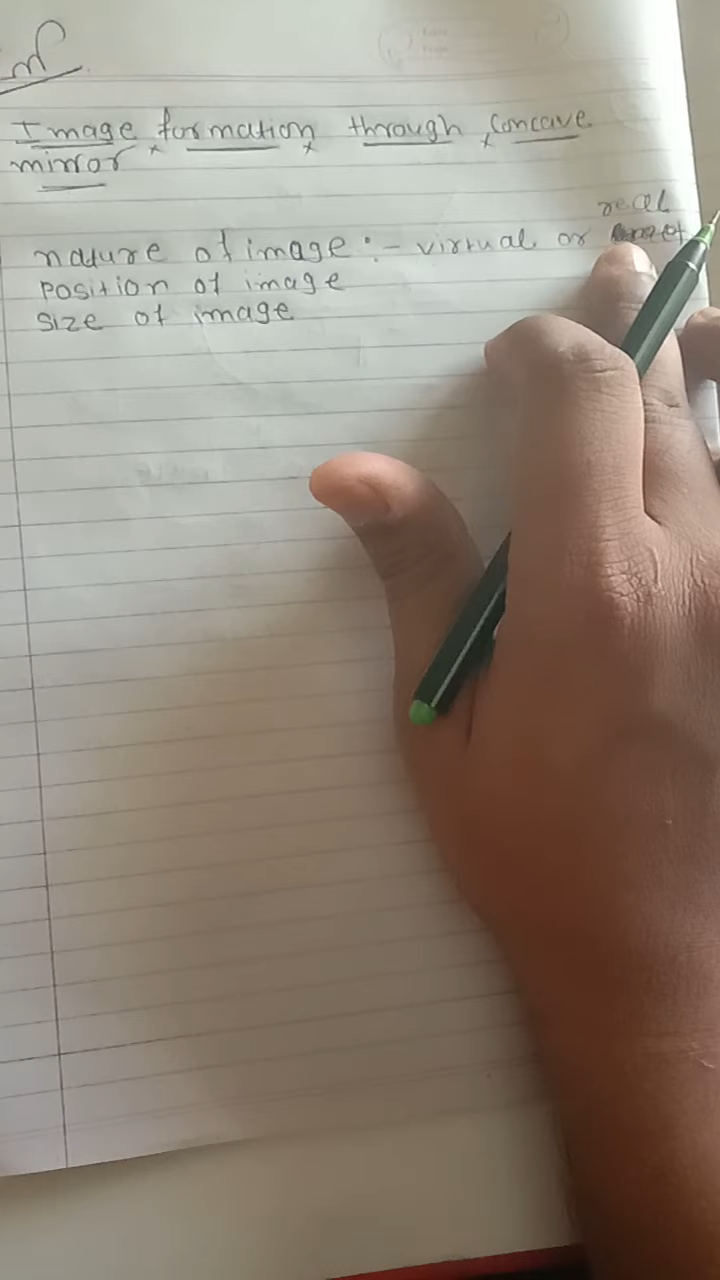 Image formation through concave
mirror
real
nature of image :- virtual or
position of image
size of image